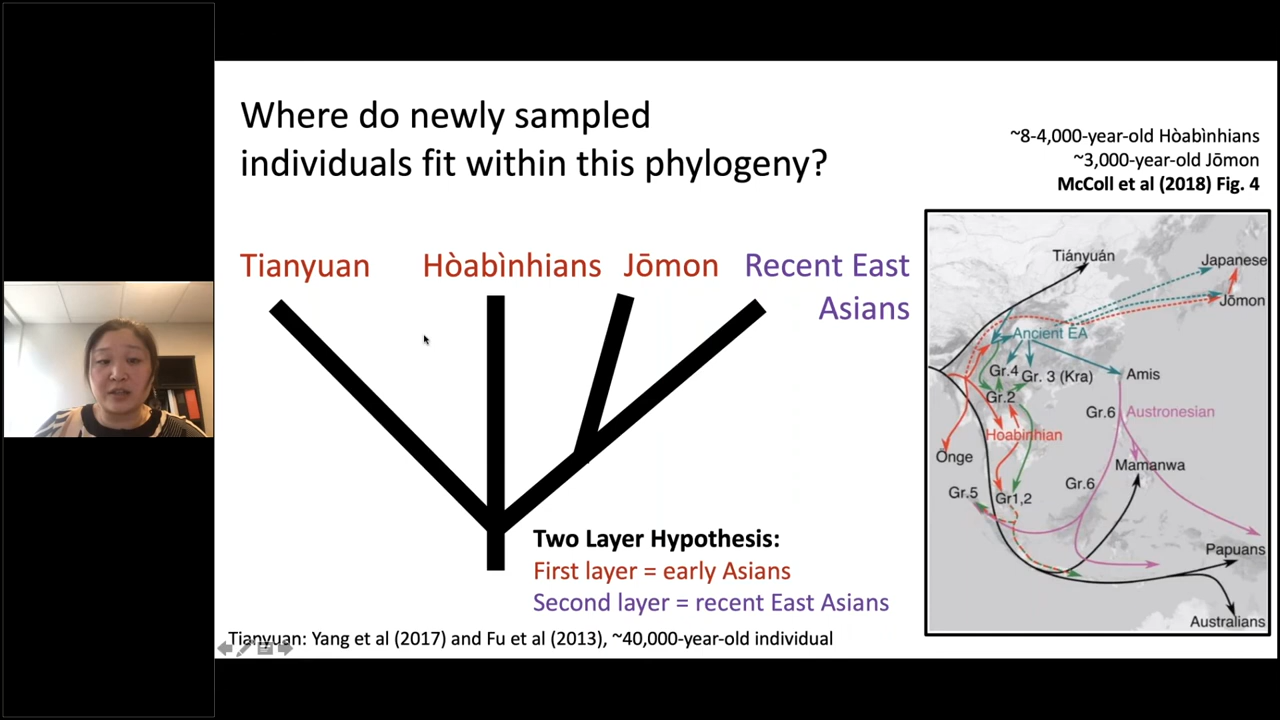 Where do newly sampled
individuals fit within this phylogeny?
~8-4,000-year-old Hòabìnhians
~3,000-year-old Jōmon
McColl et al (2018) Fig. 4
Tianyuan
Hòabìnhians
Jōmon
Recent East
Asians
Two Layer Hypothesis:
First layer = early Asians
Second layer = recent East Asians
Tianyuan: Yang et al (2017) and Fu et al (2013), ~40,000-year-old individual
Tiányuán
Japanese
Jōmon
Ancient EA
Gr.4
Gr. 3 (Kra)
Amis
Gr.2
Gr.6
Austronesian
Hoabinhian
Önge
Mamanwa
Gr.6
Gr.5
Gr1,2
Papuans
Australians